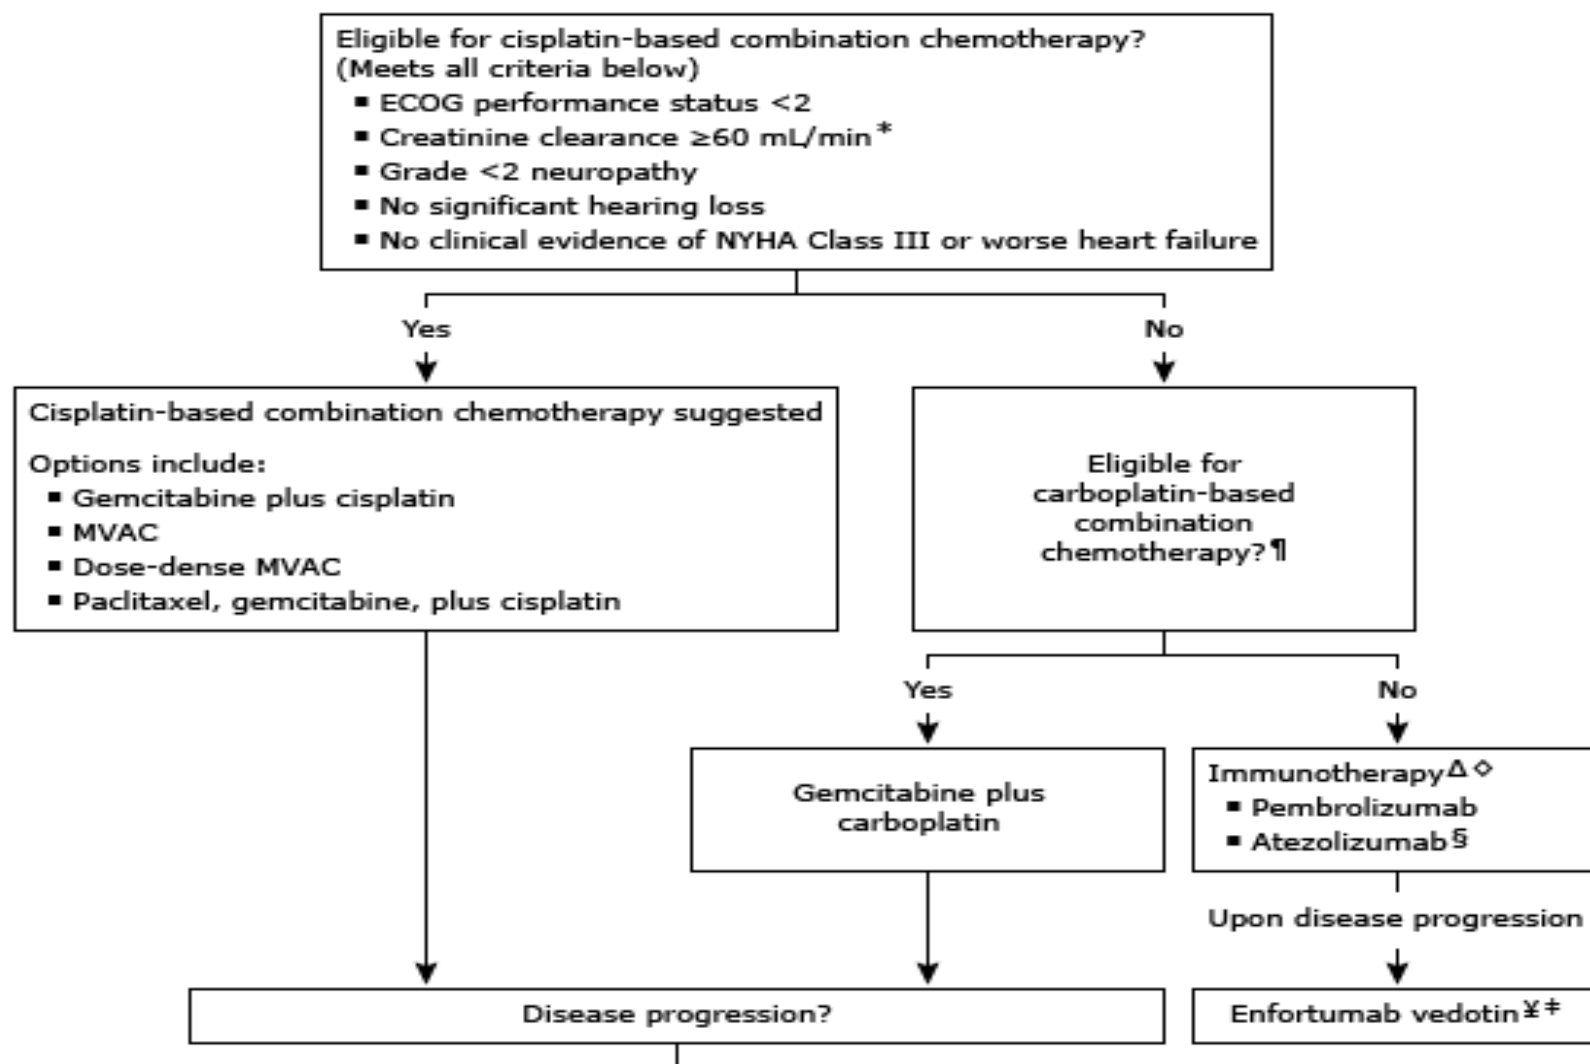 Eligible for cisplatin-based combination chemotherapy?
(Meets all criteria below)
▪ ECOG performance status <2
▪ Creatinine clearance ≥60 mL/min*
▪ Grade <2 neuropathy
▪ No significant hearing loss
▪ No clinical evidence of NYHA Class III or worse heart failure
Yes
No
Cisplatin-based combination chemotherapy suggested
Options include:
▪ Gemcitabine plus cisplatin
▪ MVAC
▪ Dose-dense MVAC
▪ Paclitaxel, gemcitabine, plus cisplatin
Eligible for
carboplatin-based
combination
chemotherapy?¶
Yes
No
Gemcitabine plus
carboplatin
Immunotherapy Δ ◇
▪ Pembrolizumab
▪ Atezolizumab§
Upon disease progression
Disease progression?
Enfortumab vedotin¥‡